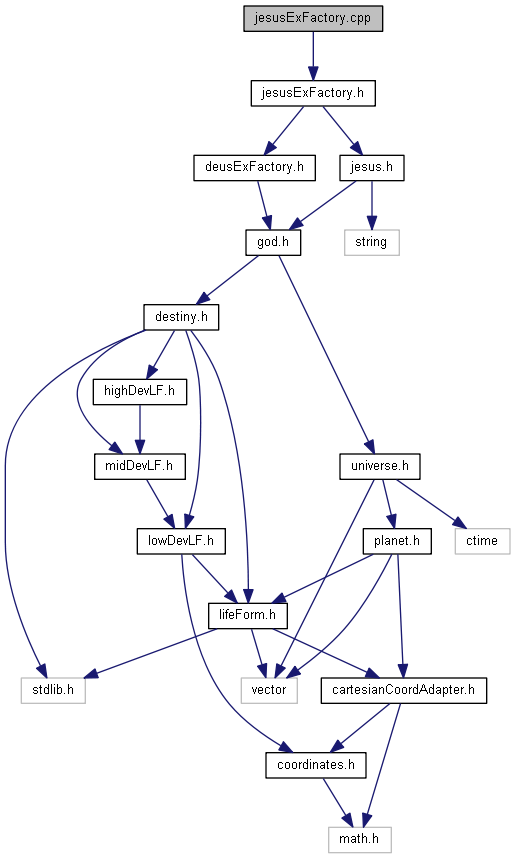 jesusExFactory.cpp
jesusExFactory.h
deusExFactory.h
jesus.h
god.h
string
destiny.h
highDevLF.h
midDevLF.h
universe.h
lowDevLF.h
planet.h
ctime
lifeForm.h
stdlib.h
vector
cartesianCoordAdapter.h
coordinates.h
math.h